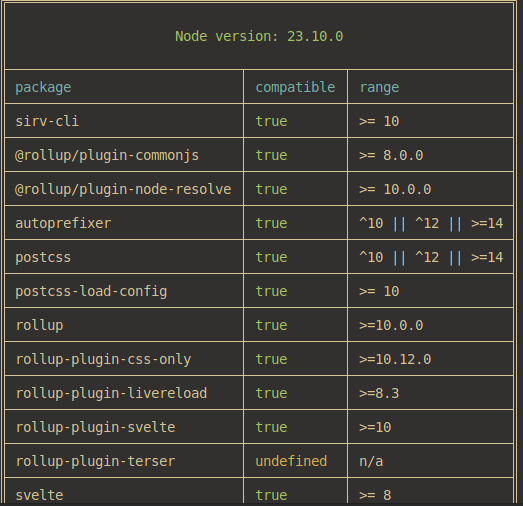 Node version: 23.10.0
package compatible range
sirv-cli true >= 10
@rollup/plugin-commonjs true >= 8.0.0
@rollup/plugin-node-resolve true >= 10.0.0
autoprefixer true ^10 || ^12 || >=14
postcss true ^10 || ^12 || >=14
postcss-load-config true >= 10
rollup true >=10.0.0
rollup-plugin-css-only true >=10.12.0
rollup-plugin-livereload true >=8.3
rollup-plugin-svelte true >=10
rollup-plugin-terser undefined n/a
svelte true >= 8